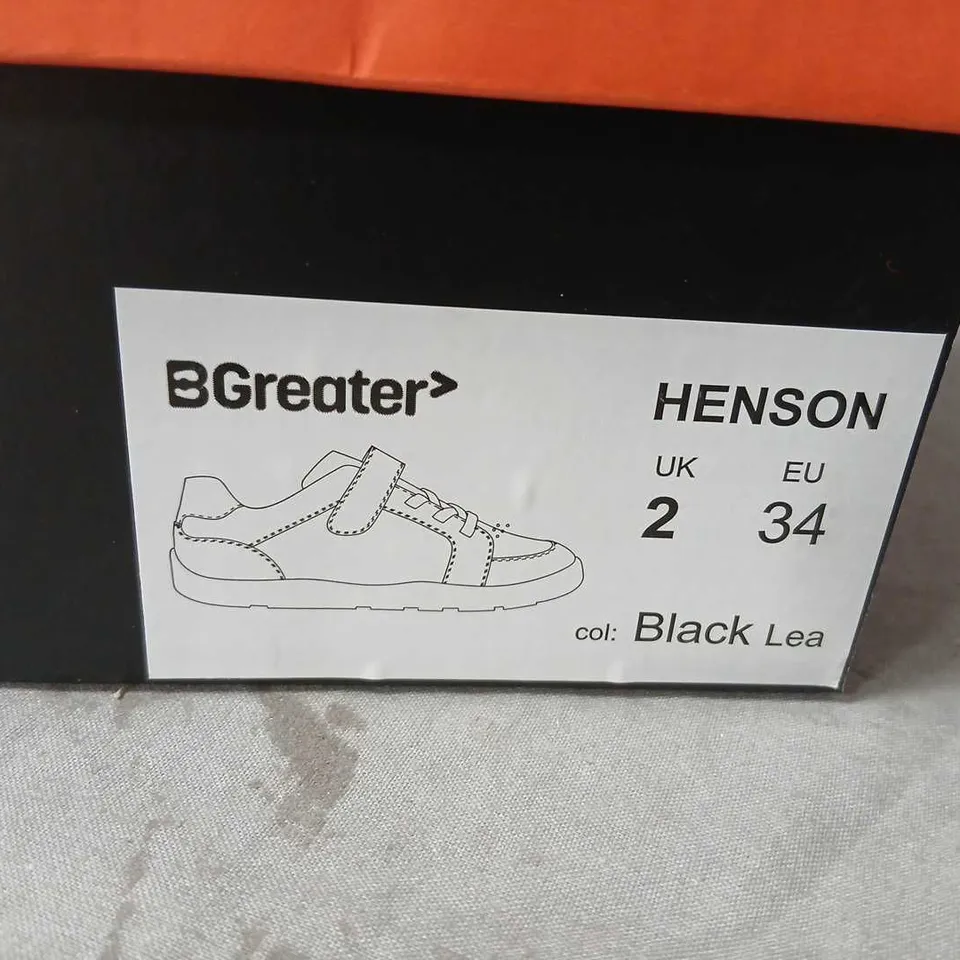 BGreater>
HENSON
UK EU
2 34
col: Black Lea